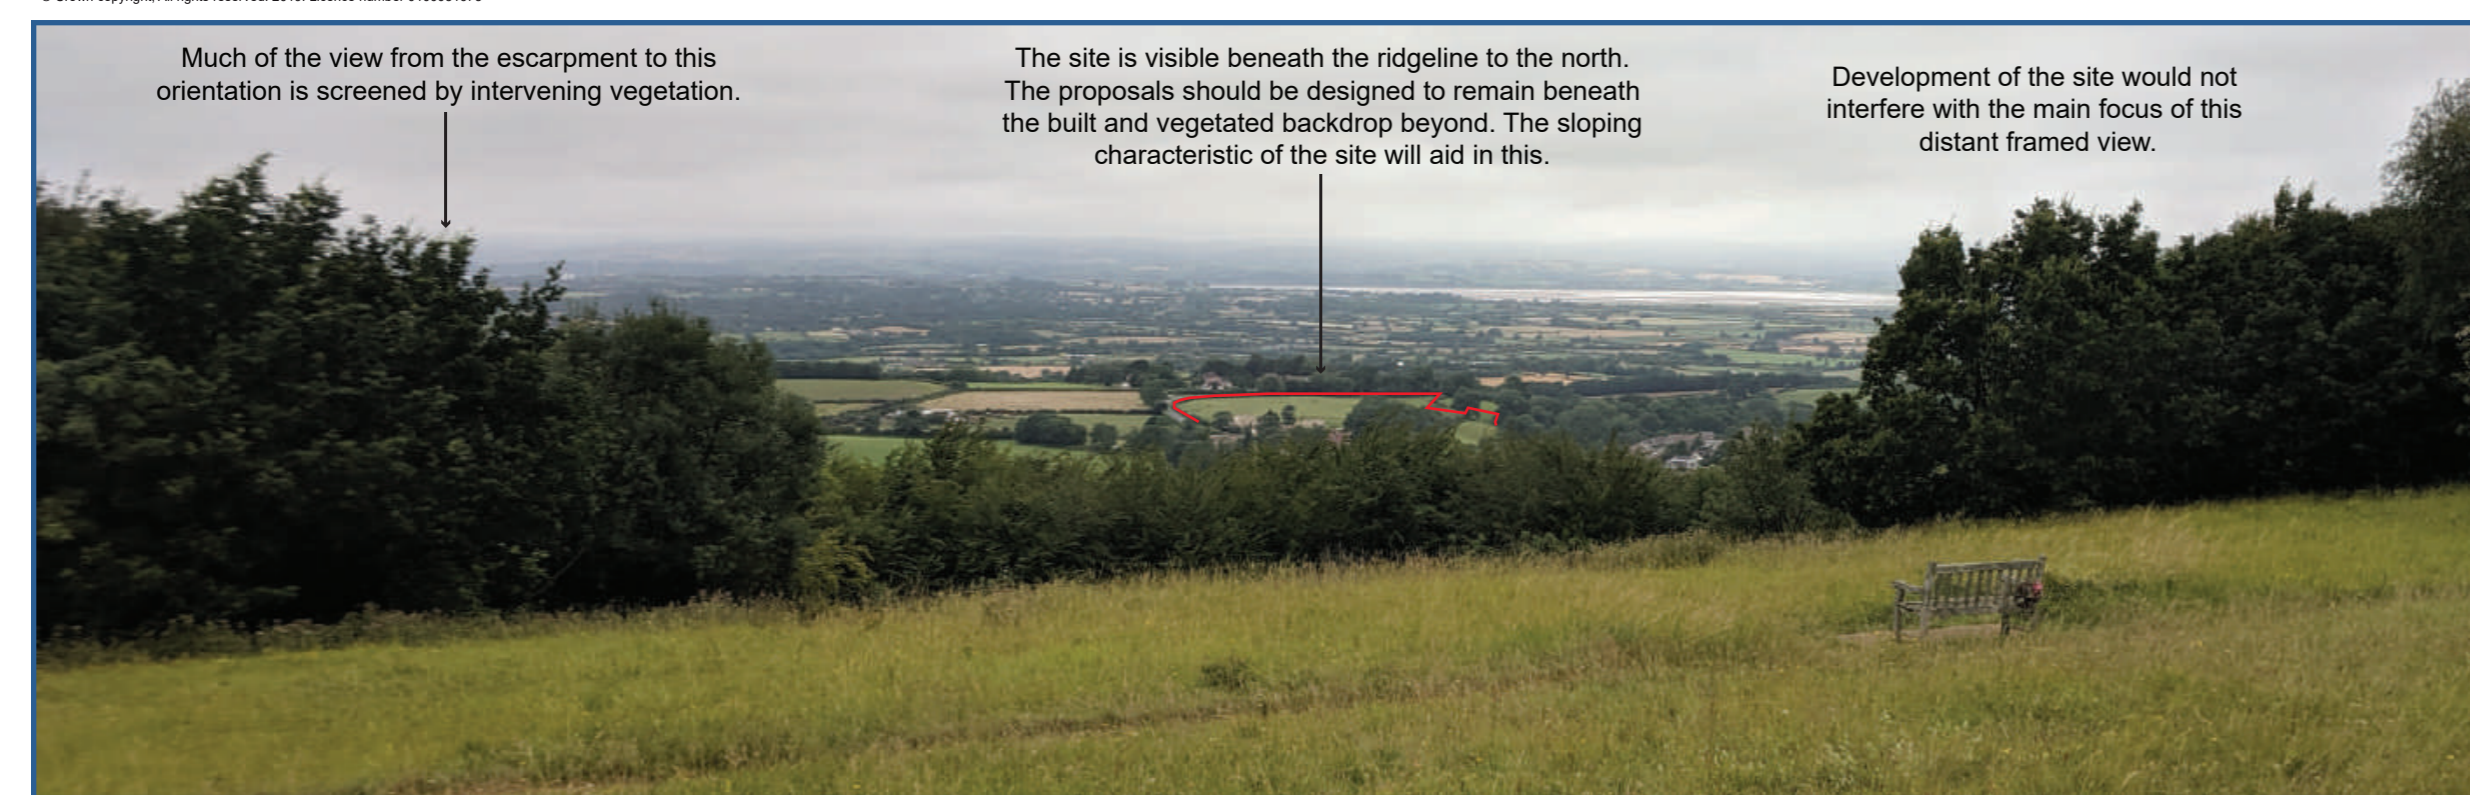 Much of the view from the escarpment to this
orientation is screened by intervening vegetation.
The site is visible beneath the ridgeline to the north.
The proposals should be designed to remain beneath
the built and vegetated backdrop beyond. The sloping
characteristic of the site will aid in this.
Development of the site would not
interfere with the main focus of this
distant framed view.